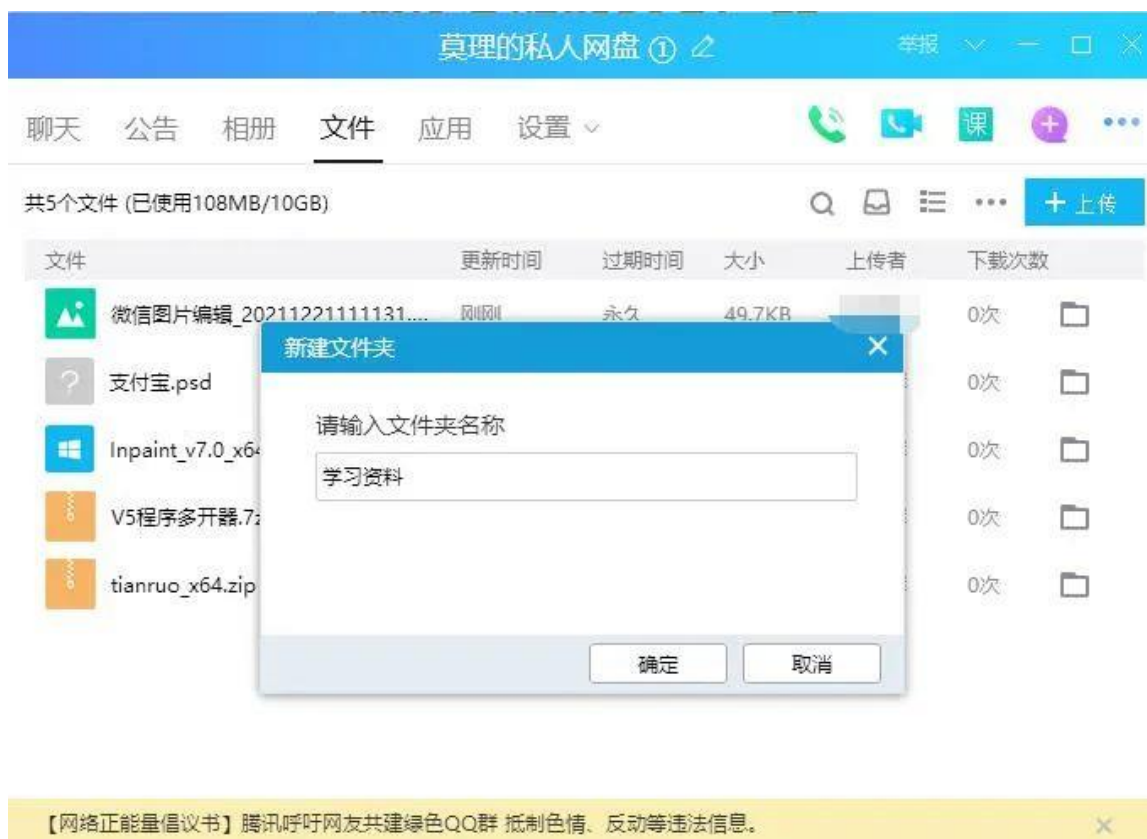 莫理的私人网盘 ① 举报
聊天 公告 相册 文件 应用 设置
课
共5个文件 (已使用108MB/10GB)
上传
文件 更新时间 过期时间 大小 上传者 下载次数
微信图片编辑_20211221111131.... 刚刚 永久 49.7KB 0次
新建文件夹
支付宝.psd 0次
请输入文件夹名称
Inpaint_v7.0_x64 0次
学习资料
V5程序多开器.7z 0次
tianruo_x64.zip 0次
确定 取消
【网络正能量倡议书】腾讯呼吁网友共建绿色QQ群 抵制色情、反动等违法信息。